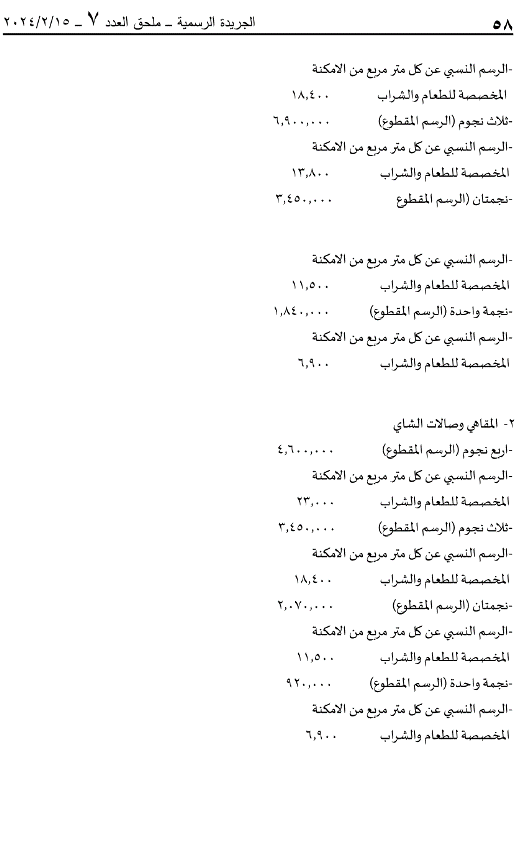 ٥٨ الجريدة الرسمية – ملحق العدد ٧ – ٢٠٢٤/٢/١٥
-الرسم النسبي عن كل متر مربع من الامكنة
المخصصة للطعام والشراب ١٨,٤٠٠
-ثلاث نجوم (الرسم المقطوع) ٦,٩٠٠,٠٠٠
-الرسم النسبي عن كل متر مربع من الامكنة
المخصصة للطعام والشراب ١٣,٨٠٠
-نجمتان (الرسم المقطوع ٣,٤٥٠,٠٠٠
-الرسم النسبي عن كل متر مربع من الامكنة
المخصصة للطعام والشراب ١١,٥٠٠
-نجمة واحدة (الرسم المقطوع) ١,٨٤٠,٠٠٠
-الرسم النسبي عن كل متر مربع من الامكنة
المخصصة للطعام والشراب ٦,٩٠٠
٢- المقاهي وصالات الشاي
-اربع نجوم (الرسم المقطوع) ٤,٦٠٠,٠٠٠
-الرسم النسبي عن كل متر مربع من الامكنة
المخصصة للطعام والشراب ٢٣,٠٠٠
-ثلاث نجوم (الرسم المقطوع) ٣,٤٥٠,٠٠٠
-الرسم النسبي عن كل متر مربع من الامكنة
المخصصة للطعام والشراب ١٨,٤٠٠
-نجمتان (الرسم المقطوع) ٢,٠٧٠,٠٠٠
-الرسم النسبي عن كل متر مربع من الامكنة
المخصصة للطعام والشراب ١١,٥٠٠
-نجمة واحدة (الرسم المقطوع) ٩٢٠,٠٠٠
-الرسم النسبي عن كل متر مربع من الامكنة
المخصصة للطعام والشراب ٦,٩٠٠